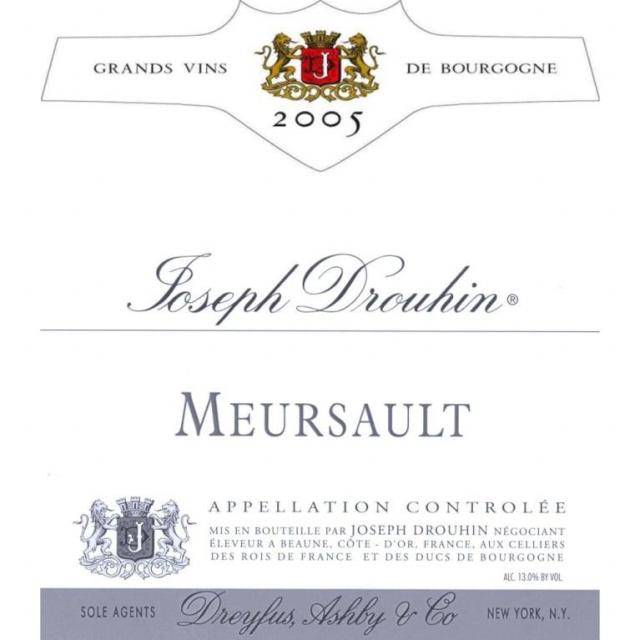 GRANDS VINS J DE BOURGOGNE
2005
Joseph Drouhin®
MEURSAULT
J
APPELLATION CONTROLÉE
MIS EN BOUTEILLE PAR JOSEPH DROUHIN NÉGOCIANT
ÉLEVEUR A BEAUNE, CÔTE - D'OR, FRANCE, AUX CELLIERS
DES ROIS DE FRANCE ET DES DUCS DE BOURGOGNE
ALC. 13.0% BY VOL.
SOLE AGENTS Dreyfus, Ashby & Co NEW YORK, N.Y.